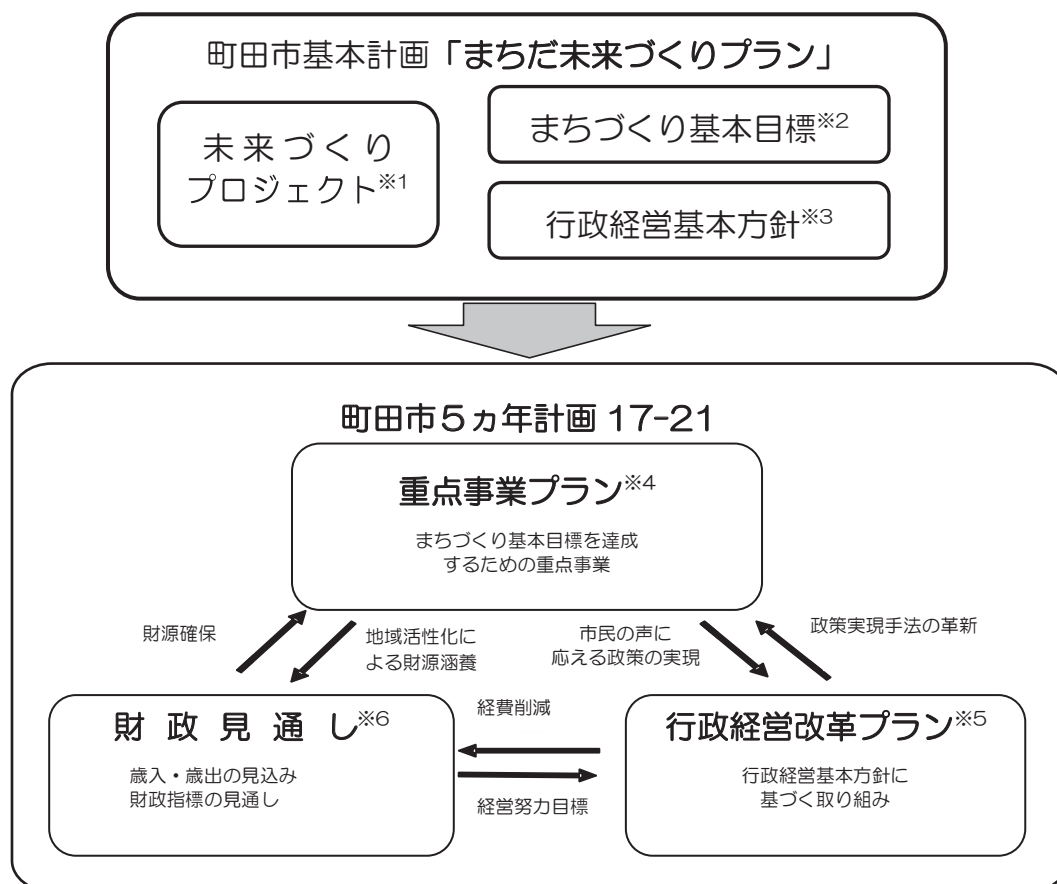 町田市基本計画「まちだ未来づくりプラン」
未来づくり
プロジェクト※1
まちづくり基本目標※2
行政経営基本方針※3
町田市5ヵ年計画 17-21
重点事業プラン※4
まちづくり基本目標を達成
するための重点事業
財源確保
地域活性化に
よる財源涵養
市民の声に
応える政策の実現
政策実現手法の革新
財政見通し※6
歳入・歳出の見込み
財政指標の見通し
経費削減
経営努力目標
行政経営改革プラン※5
行政経営基本方針に
基づく取り組み